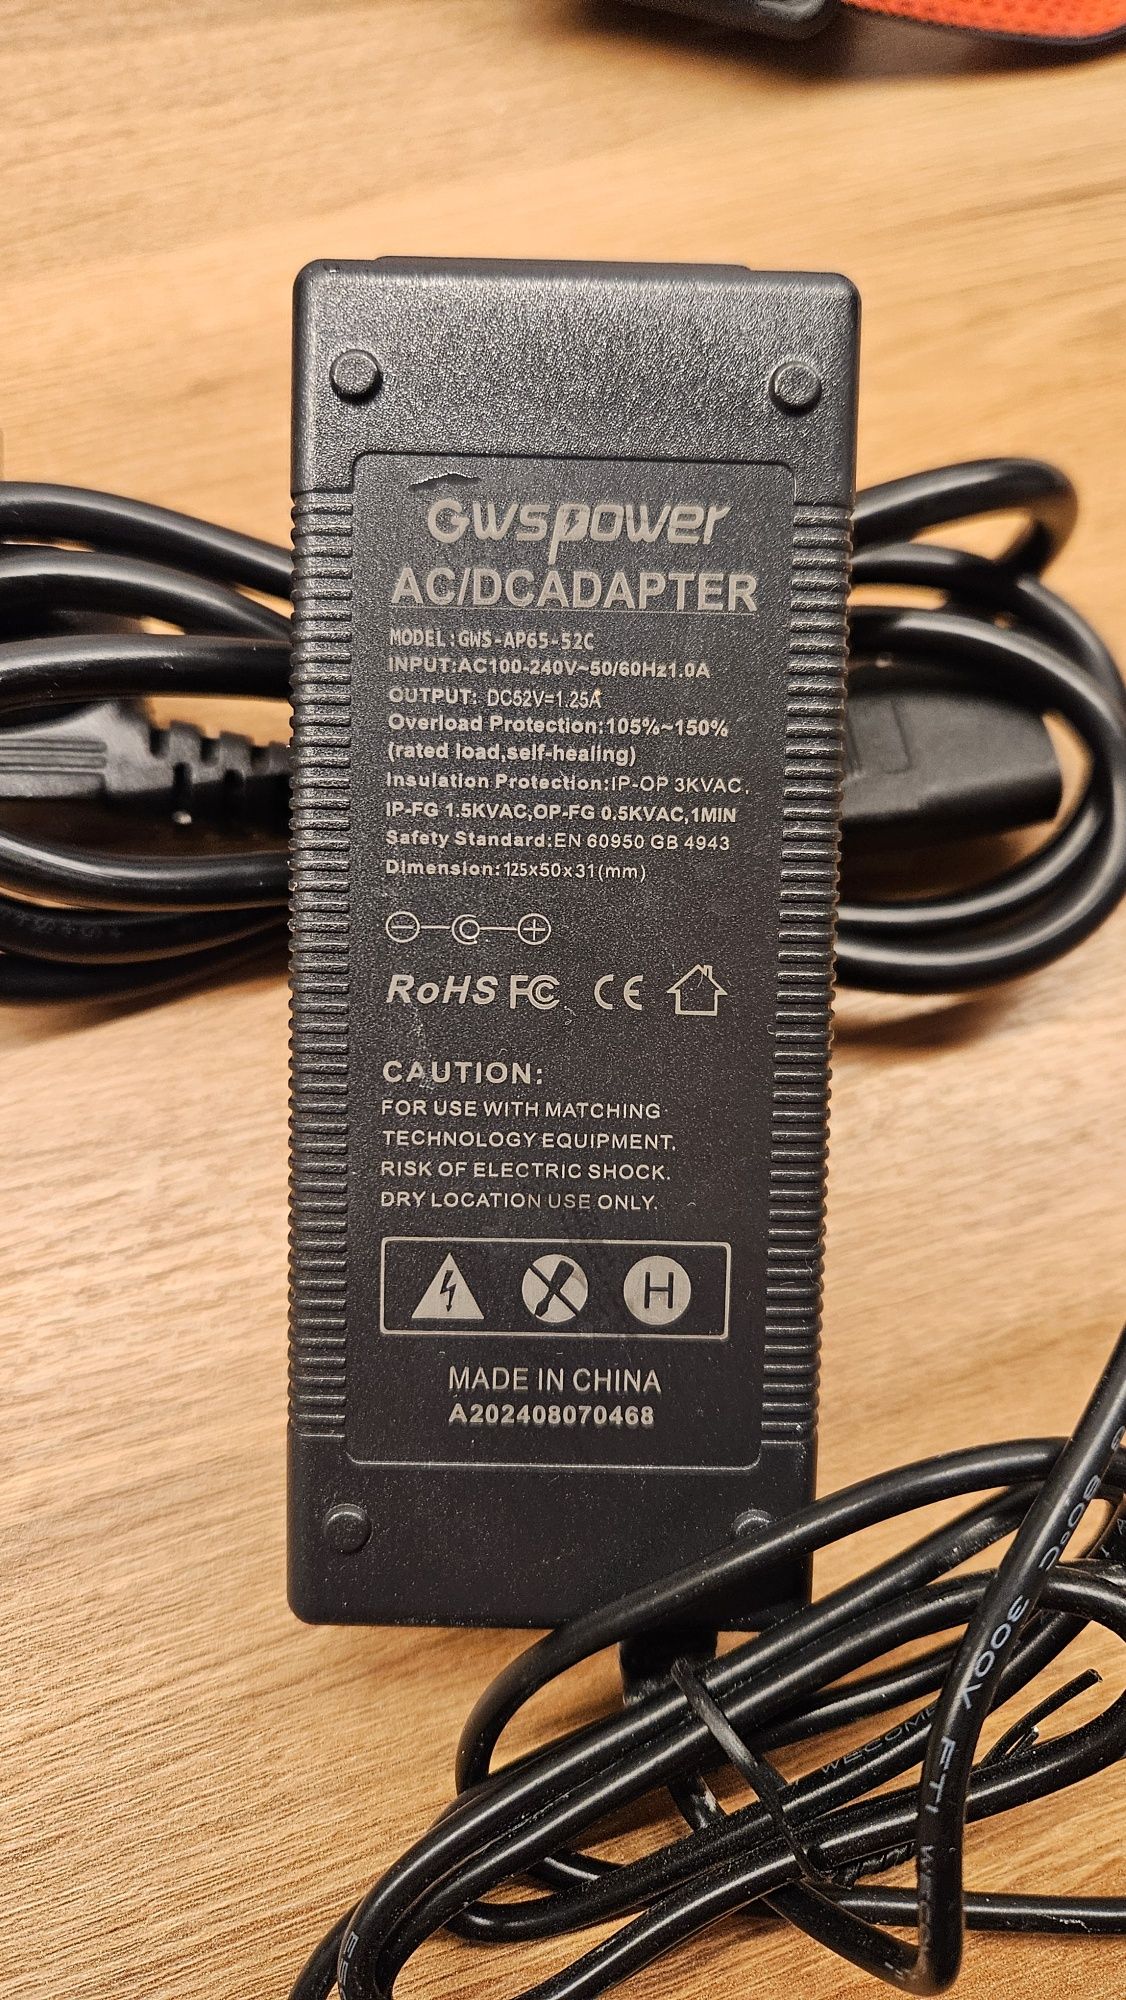 GWSpower
AC/DCADAPTER
MODEL:GWS-AP65-52C
INPUT:AC100-240V~50/60Hz1.0A
OUTPUT: DC52V=1.25A
Overload Protection:105%~150%
(rated load,self-healing)
Insulation Protection:IP-OP 3KVAC,
IP-FG 1.5KVAC,OP-FG 0.5KVAC,1MIN
Safety Standard:EN 60950 GB 4943
Dimension:125x50x31(mm)
RoHS FC CE
CAUTION:
FOR USE WITH MATCHING
TECHNOLOGY EQUIPMENT.
RISK OF ELECTRIC SHOCK.
DRY LOCATION USE ONLY.
H
MADE IN CHINA
A202408070468
80°C 300V FT1